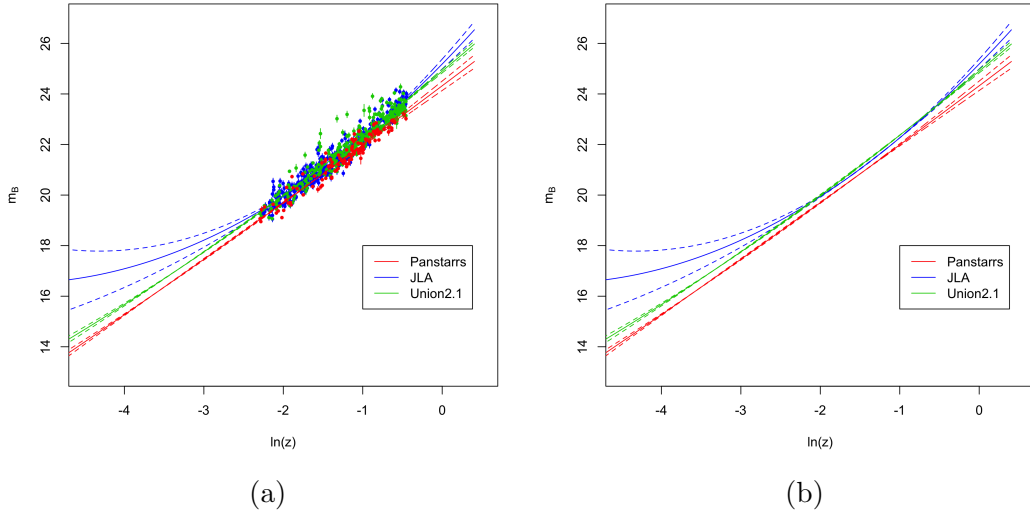 26
24
22
20
18
16
14
m_B
Panstarrs
JLA
Union2.1
-4 -3 -2 -1 0
ln(z)
(a)
26
24
22
20
18
16
14
m_B
Panstarrs
JLA
Union2.1
-4 -3 -2 -1 0
ln(z)
(b)